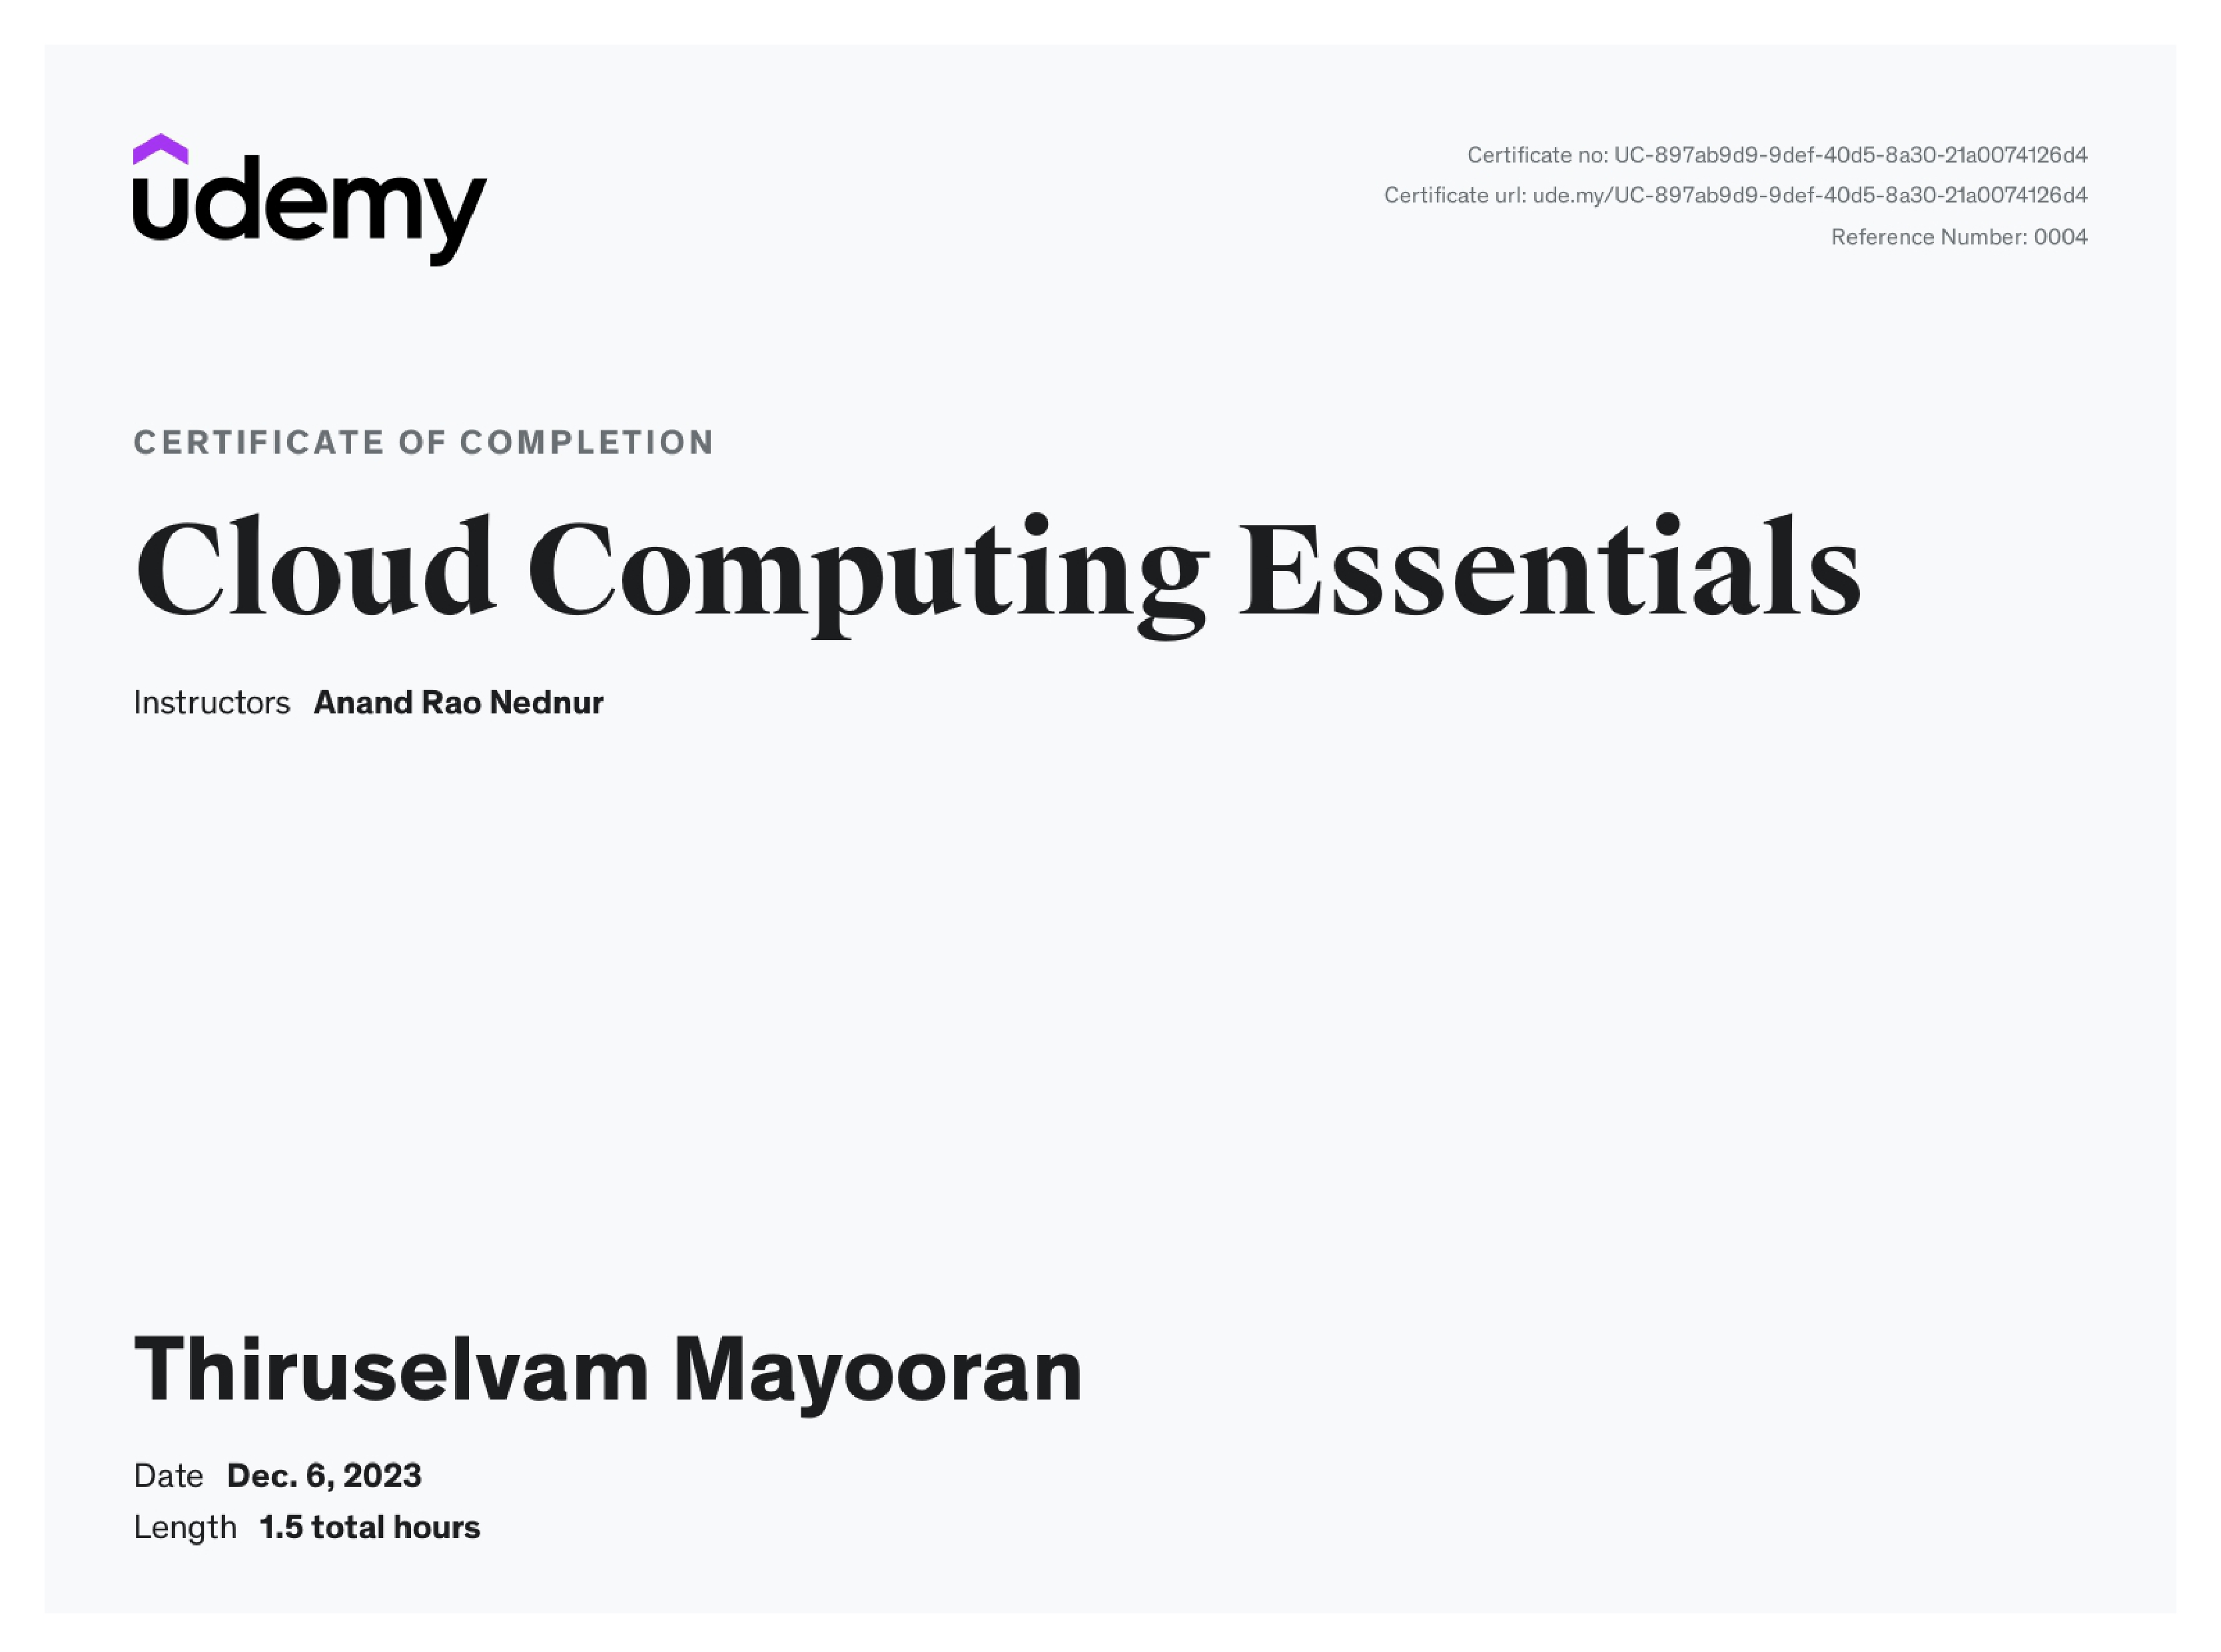 udemy
Certificate no: UC-897ab9d9-9def-40d5-8a30-21a0074126d4
Certificate url: ude.my/UC-897ab9d9-9def-40d5-8a30-21a0074126d4
Reference Number: 0004
CERTIFICATE OF COMPLETION
Cloud Computing Essentials
Instructors Anand Rao Nednur
Thiruselvam Mayooran
Date Dec. 6, 2023
Length 1.5 total hours